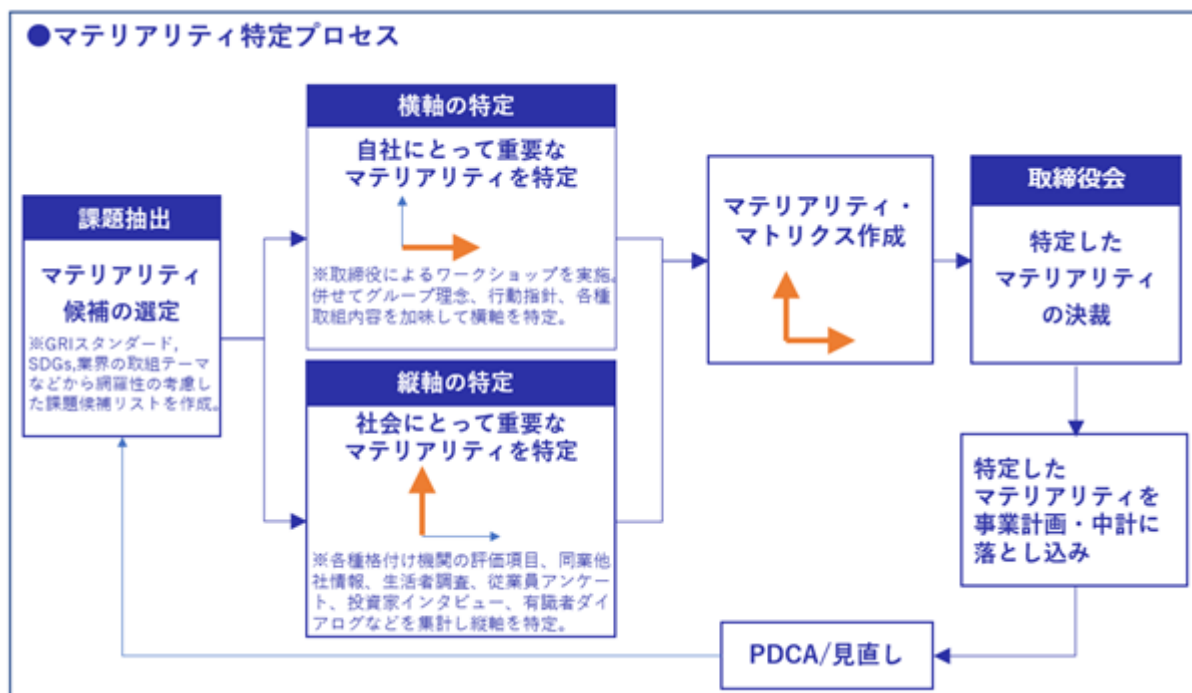 ●マテリアリティ特定プロセス
課題抽出
マテリアリティ
候補の選定
※GRIスタンダード,
SDGs,業界の取組テーマ
などから網羅性の考慮し
た課題候補リストを作成。
横軸の特定
自社にとって重要な
マテリアリティを特定
※取締役によるワークショップを実施。
併せてグループ理念、行動指針、各種
取組内容を加味して横軸を特定。
縦軸の特定
社会にとって重要な
マテリアリティを特定
※各種格付け機関の評価項目、同業他
社情報、生活者調査、従業員アンケー
ト、投資家インタビュー、有識者ダイ
アログなどを集計し縦軸を特定。
マテリアリティ・
マトリクス作成
取締役会
特定した
マテリアリティ
の決裁
特定した
マテリアリティを
事業計画・中計に
落とし込み
PDCA/見直し